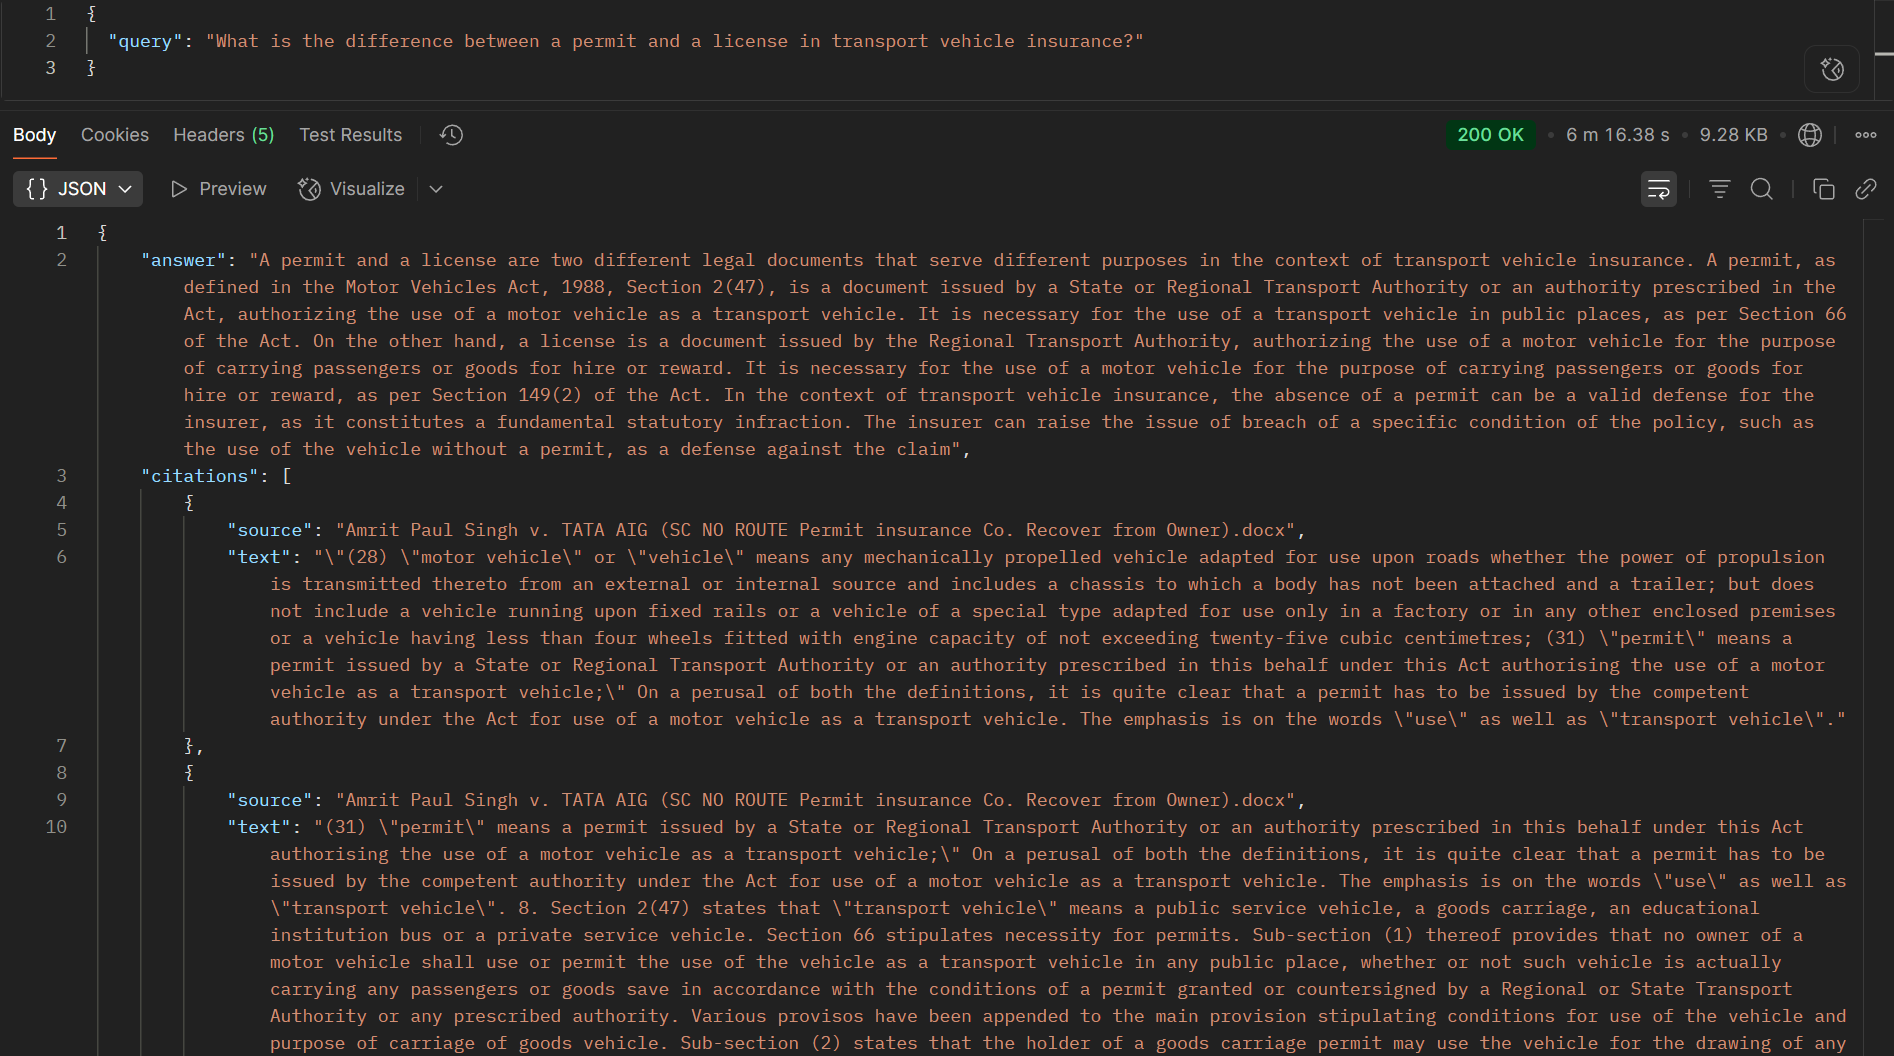 1 {
2 "query": "What is the difference between a permit and a license in transport vehicle insurance?"
3 }
Body Cookies Headers (5) Test Results 200 OK • 6 m 16.38 s • 9.28 KB •
{} JSON Preview Visualize
1 {
2 "answer": "A permit and a license are two different legal documents that serve different purposes in the context of transport vehicle insurance. A permit, as
defined in the Motor Vehicles Act, 1988, Section 2(47), is a document issued by a State or Regional Transport Authority or an authority prescribed in the
Act, authorizing the use of a motor vehicle as a transport vehicle. It is necessary for the use of a transport vehicle in public places, as per Section 66
of the Act. On the other hand, a license is a document issued by the Regional Transport Authority, authorizing the use of a motor vehicle for the purpose
of carrying passengers or goods for hire or reward. It is necessary for the use of a motor vehicle for the purpose of carrying passengers or goods for
hire or reward, as per Section 149(2) of the Act. In the context of transport vehicle insurance, the absence of a permit can be a valid defense for the
insurer, as it constitutes a fundamental statutory infraction. The insurer can raise the issue of breach of a specific condition of the policy, such as
the use of the vehicle without a permit, as a defense against the claim",
3 "citations": [
4 {
5 "source": "Amrit Paul Singh v. TATA AIG (SC NO ROUTE Permit insurance Co. Recover from Owner).docx",
6 "text": "\"(28) \"motor vehicle\" or \"vehicle\" means any mechanically propelled vehicle adapted for use upon roads whether the power of propulsion
is transmitted thereto from an external or internal source and includes a chassis to which a body has not been attached and a trailer; but does
not include a vehicle running upon fixed rails or a vehicle of a special type adapted for use only in a factory or in any other enclosed premises
or a vehicle having less than four wheels fitted with engine capacity of not exceeding twenty-five cubic centimetres; (31) \"permit\" means a
permit issued by a State or Regional Transport Authority or an authority prescribed in this behalf under this Act authorising the use of a motor
vehicle as a transport vehicle;\" On a perusal of both the definitions, it is quite clear that a permit has to be issued by the competent
authority under the Act for use of a motor vehicle as a transport vehicle. The emphasis is on the words \"use\" as well as \"transport vehicle\"."
7 },
8 {
9 "source": "Amrit Paul Singh v. TATA AIG (SC NO ROUTE Permit insurance Co. Recover from Owner).docx",
10 "text": "(31) \"permit\" means a permit issued by a State or Regional Transport Authority or an authority prescribed in this behalf under this Act
authorising the use of a motor vehicle as a transport vehicle;\" On a perusal of both the definitions, it is quite clear that a permit has to be
issued by the competent authority under the Act for use of a motor vehicle as a transport vehicle. The emphasis is on the words \"use\" as well as
\"transport vehicle\". 8. Section 2(47) states that \"transport vehicle\" means a public service vehicle, a goods carriage, an educational
institution bus or a private service vehicle. Section 66 stipulates necessity for permits. Sub-section (1) thereof provides that no owner of a
motor vehicle shall use or permit the use of the vehicle as a transport vehicle in any public place, whether or not such vehicle is actually
carrying any passengers or goods save in accordance with the conditions of a permit granted or countersigned by a Regional or State Transport
Authority or any prescribed authority. Various provisos have been appended to the main provision stipulating conditions for use of the vehicle and
purpose of carriage of goods vehicle. Sub-section (2) states that the holder of a goods carriage permit may use the vehicle for the drawing of any